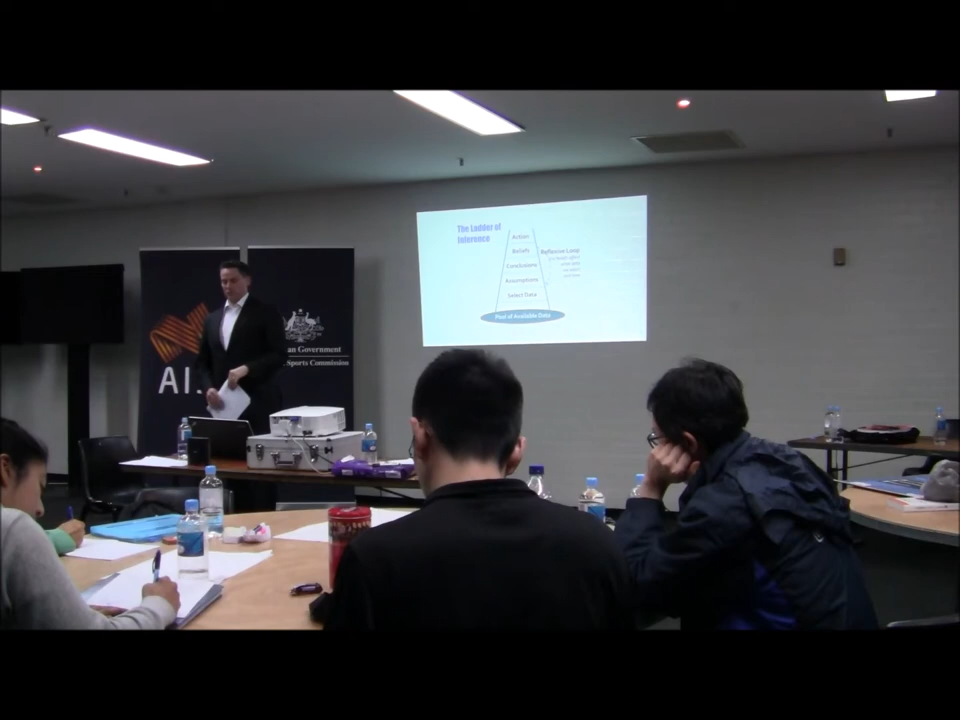 The Ladder of
Inference
Action
Beliefs
Reflexive Loop
Conclusions
Assumptions
Select Data
Pool of Available Data
AI
an Government
Sports Commission